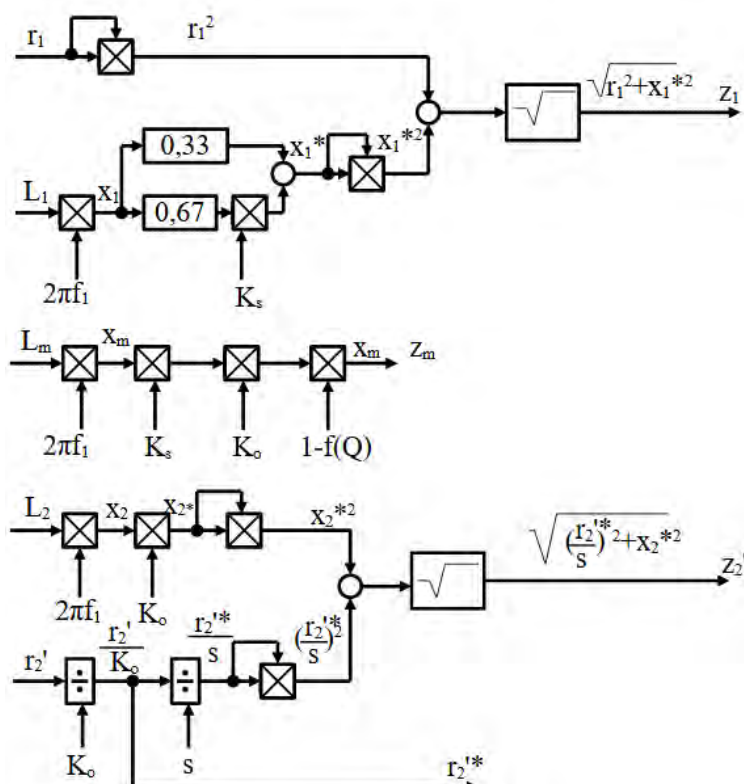 r₁ r₁² √r₁²+x₁*² z₁
√
0,33 x₁* x₁*²
L₁ x₁ 0,67
2πf₁ Kₛ
Lₘ xₘ xₘ zₘ
2πf₁ Kₛ Kₒ 1-f(Q)
L₂ x₂ x₂* x₂*² √(r₂'*/s)²+x₂*² z₂'
√
2πf₁ Kₒ
r₂' ÷ r₂'/Kₒ ÷ r₂'*/s (r₂'*/s)²
Kₒ s r₂'*